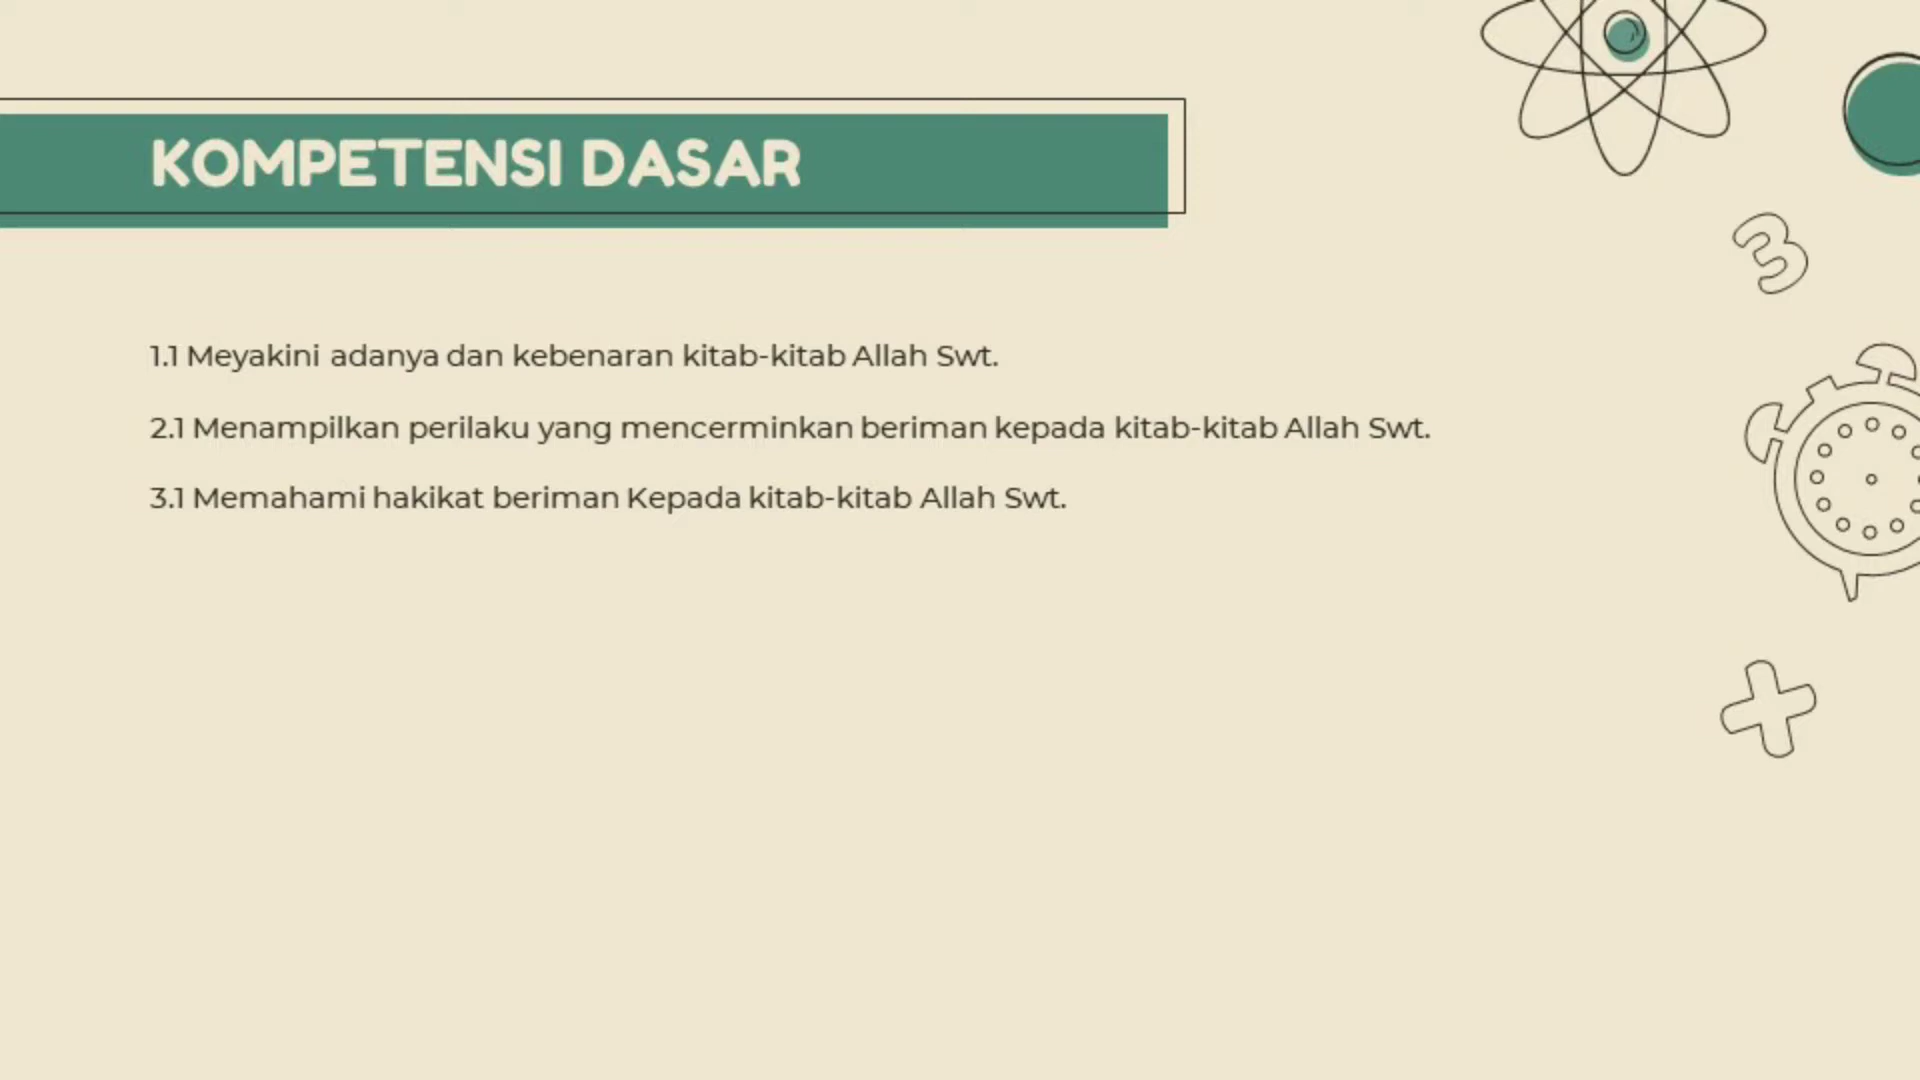 KOMPETENSI DASAR
3
1.1 Meyakini adanya dan kebenaran kitab-kitab Allah Swt.
2.1 Menampilkan perilaku yang mencerminkan beriman kepada kitab-kitab Allah Swt.
3.1 Memahami hakikat beriman Kepada kitab-kitab Allah Swt.